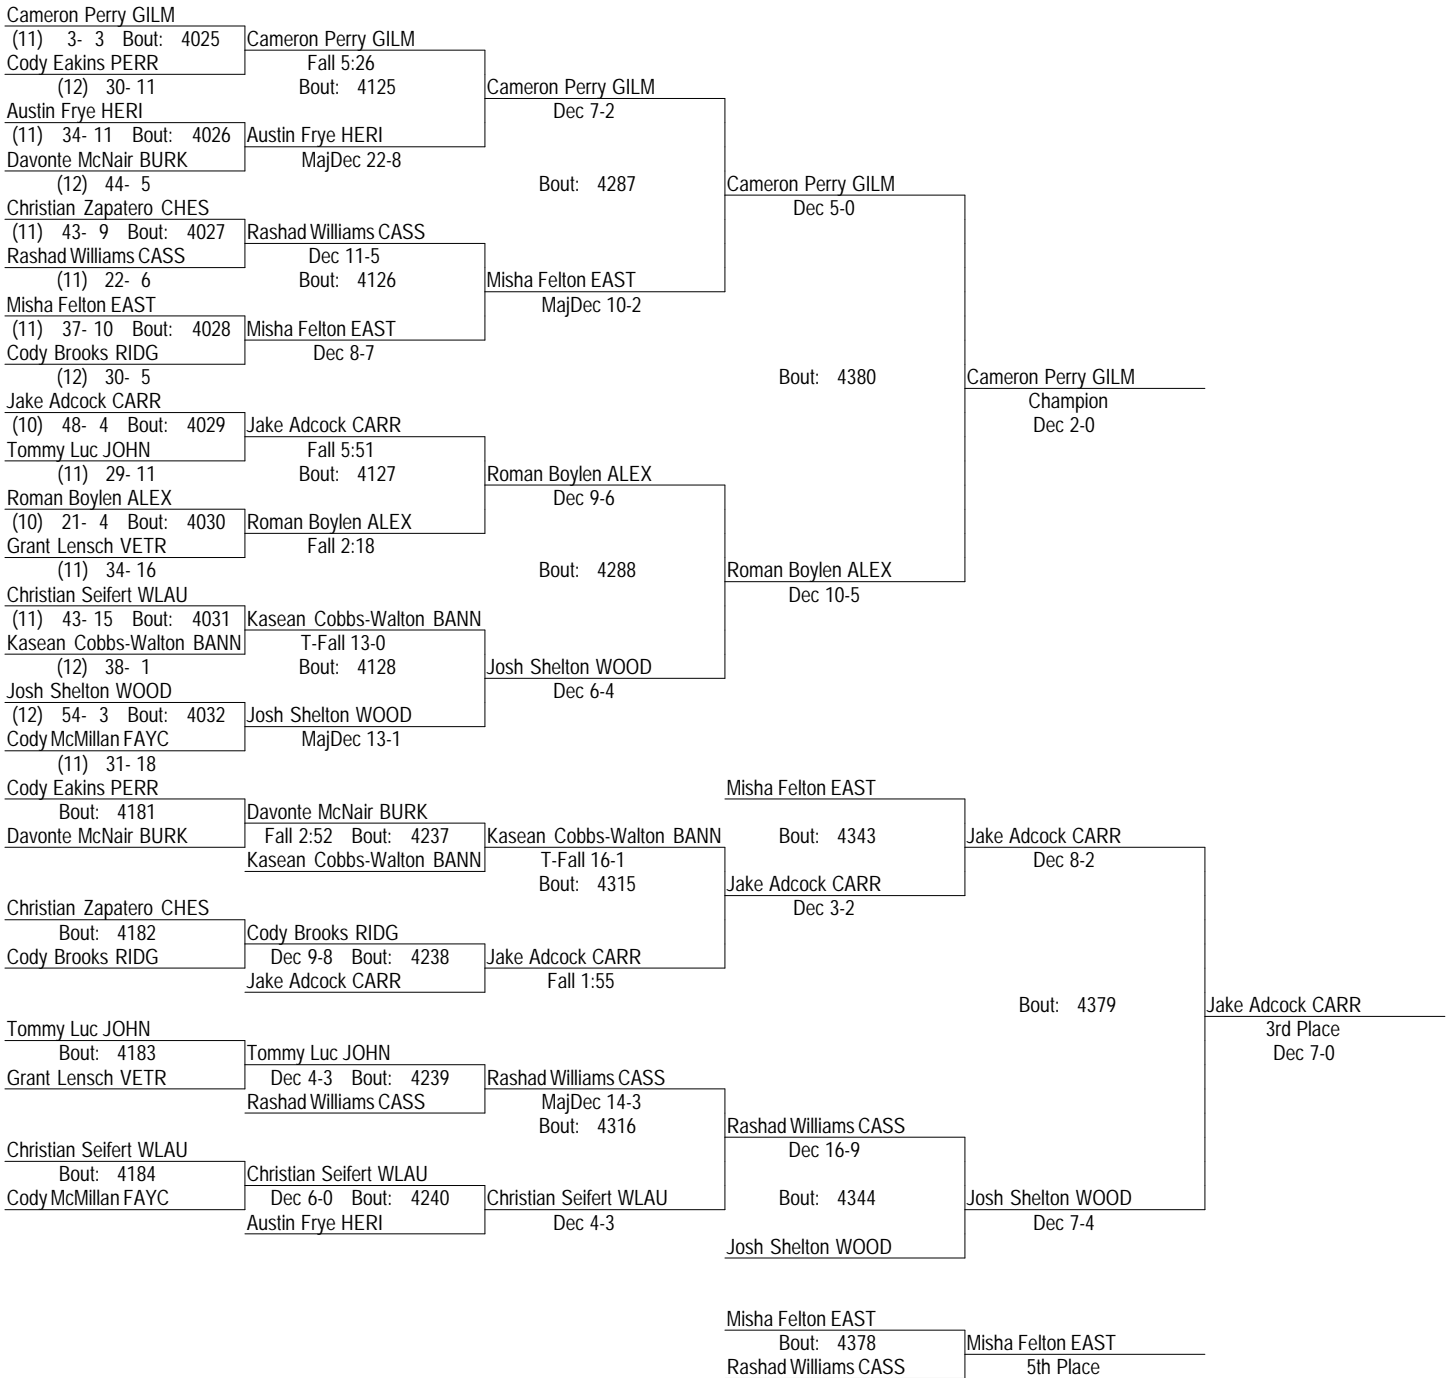 Cameron Perry GILM
(11) 3- 3 Bout: 4025 Cameron Perry GILM
Cody Eakins PERR Fall 5:26
(12) 30- 11 Bout: 4125 Cameron Perry GILM
Austin Frye HERI Dec 7-2
(11) 34- 11 Bout: 4026 Austin Frye HERI
Davonte McNair BURK MajDec 22-8
(12) 44- 5 Bout: 4287 Cameron Perry GILM
Christian Zapatero CHES Dec 5-0
(11) 43- 9 Bout: 4027 Rashad Williams CASS
Rashad Williams CASS Dec 11-5
(11) 22- 6 Bout: 4126 Misha Felton EAST
Misha Felton EAST MajDec 10-2
(11) 37- 10 Bout: 4028 Misha Felton EAST
Cody Brooks RIDG Dec 8-7
(12) 30- 5 Bout: 4380 Cameron Perry GILM
Jake Adcock CARR Champion
(10) 48- 4 Bout: 4029 Jake Adcock CARR Dec 2-0
Tommy Luc JOHN Fall 5:51
(11) 29- 11 Bout: 4127 Roman Boylen ALEX
Roman Boylen ALEX Dec 9-6
(10) 21- 4 Bout: 4030 Roman Boylen ALEX
Grant Lensch VETR Fall 2:18
(11) 34- 16 Bout: 4288 Roman Boylen ALEX
Christian Seifert WLAU Dec 10-5
(11) 43- 15 Bout: 4031 Kasean Cobbs-Walton BANN
Kasean Cobbs-Walton BANN T-Fall 13-0
(12) 38- 1 Bout: 4128 Josh Shelton WOOD
Josh Shelton WOOD Dec 6-4
(12) 54- 3 Bout: 4032 Josh Shelton WOOD
Cody McMillan FAYC MajDec 13-1
(11) 31- 18
Cody Eakins PERR Misha Felton EAST
Bout: 4181 Davonte McNair BURK
Davonte McNair BURK Fall 2:52 Bout: 4237 Kasean Cobbs-Walton BANN Bout: 4343 Jake Adcock CARR
Kasean Cobbs-Walton BANN T-Fall 16-1 Dec 8-2
Bout: 4315 Jake Adcock CARR
Christian Zapatero CHES Dec 3-2
Bout: 4182 Cody Brooks RIDG
Cody Brooks RIDG Dec 9-8 Bout: 4238 Jake Adcock CARR
Jake Adcock CARR Fall 1:55
Bout: 4379 Jake Adcock CARR
Tommy Luc JOHN 3rd Place
Bout: 4183 Tommy Luc JOHN Dec 7-0
Grant Lensch VETR Dec 4-3 Bout: 4239 Rashad Williams CASS
Rashad Williams CASS MajDec 14-3
Bout: 4316 Rashad Williams CASS
Christian Seifert WLAU Dec 16-9
Bout: 4184 Christian Seifert WLAU
Cody McMillan FAYC Dec 6-0 Bout: 4240 Christian Seifert WLAU Bout: 4344 Josh Shelton WOOD
Austin Frye HERI Dec 4-3 Dec 7-4
Josh Shelton WOOD
Misha Felton EAST
Bout: 4378 Misha Felton EAST
Rashad Williams CASS 5th Place